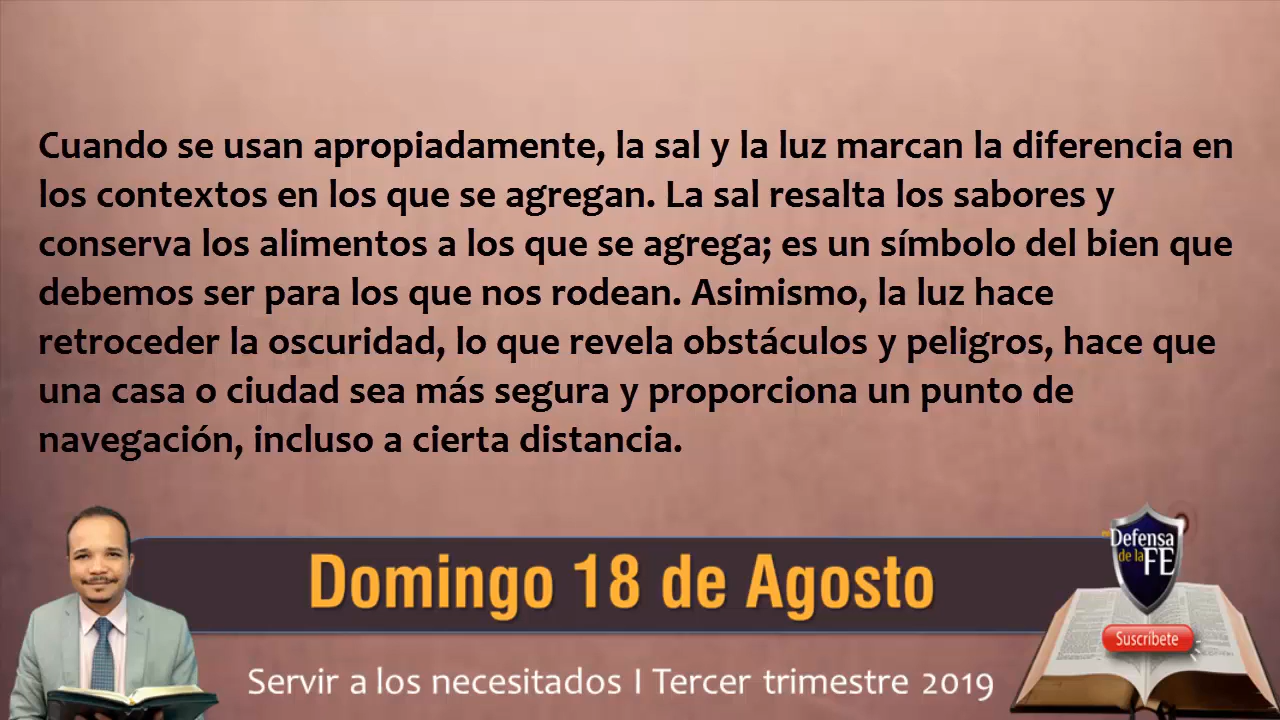 Cuando se usan apropiadamente, la sal y la luz marcan la diferencia en
los contextos en los que se agregan. La sal resalta los sabores y
conserva los alimentos a los que se agrega; es un símbolo del bien que
debemos ser para los que nos rodean. Asimismo, la luz hace
retroceder la oscuridad, lo que revela obstáculos y peligros, hace que
una casa o ciudad sea más segura y proporciona un punto de
navegación, incluso a cierta distancia.
Defensa
de la FE
Domingo 18 de Agosto
Suscríbete
Servir a los necesitados I Tercer trimestre 2019